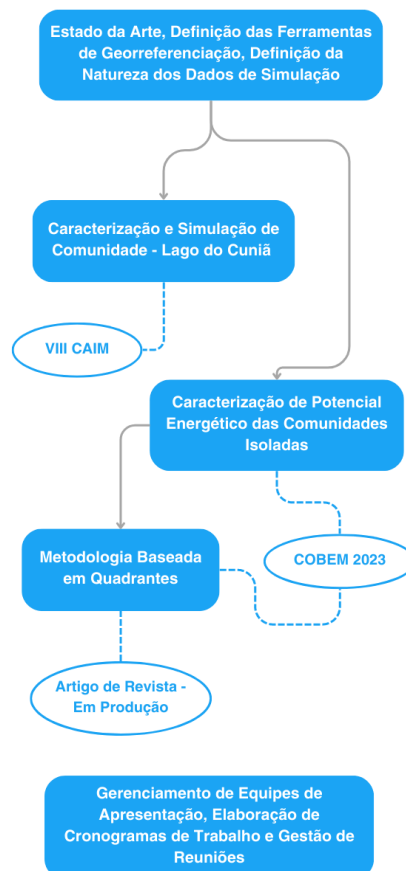 Estado da Arte, Definição das Ferramentas
de Georreferenciação, Definição da
Natureza dos Dados de Simulação
Caracterização e Simulação de
Comunidade - Lago do Cuniã
VIII CAIM
Caracterização de Potencial
Energético das Comunidades
Isoladas
Metodologia Baseada
em Quadrantes
COBEM 2023
Artigo de Revista -
Em Produção
Gerenciamento de Equipes de
Apresentação, Elaboração de
Cronogramas de Trabalho e Gestão de
Reuniões